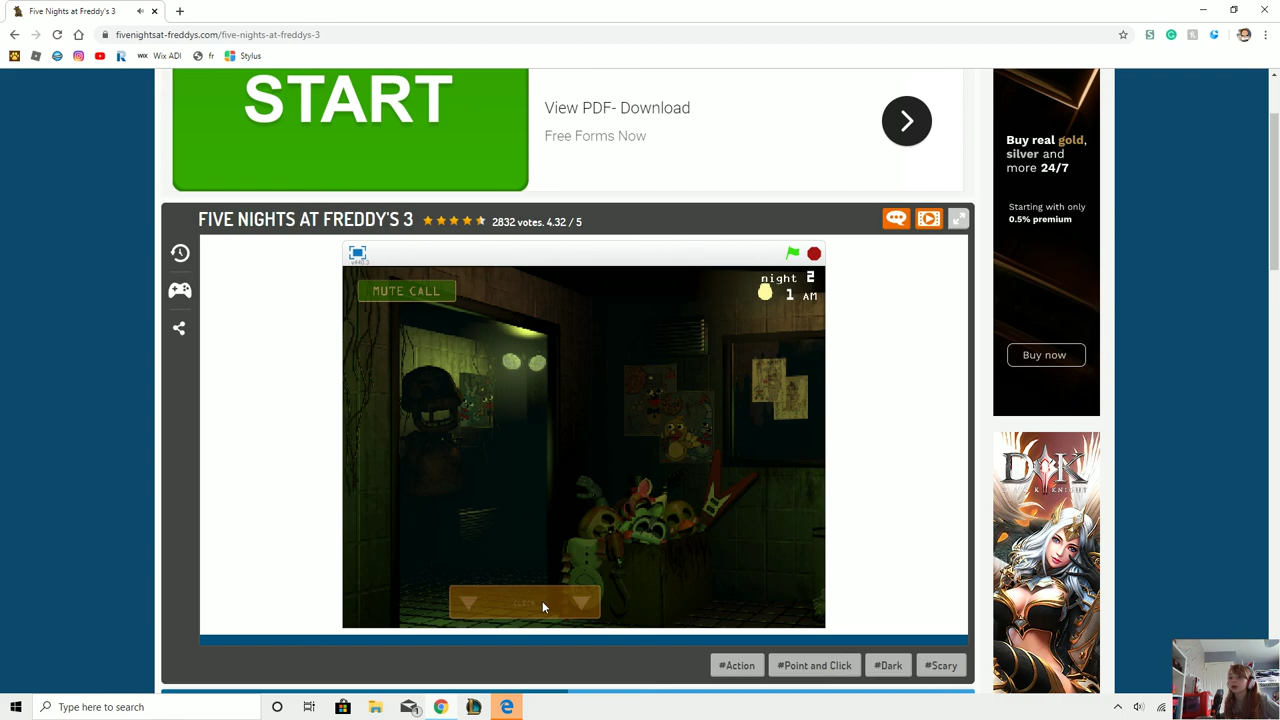 Five Nights at Freddy's 3
fivenightsat-freddys.com/five-nights-at-freddys-3
WIX Wix ADI
fr
Stylus
START
View PDF- Download
Free Forms Now
Buy real gold,
silver and
more 24/7
Starting with only
0.5% premium
Buy now
FIVE NIGHTS AT FREDDY'S 3
2832 votes. 4.32 / 5
MUTE CALL
night 2
1 AM
#Action
#Point and Click
#Dark
#Scary
Type here to search